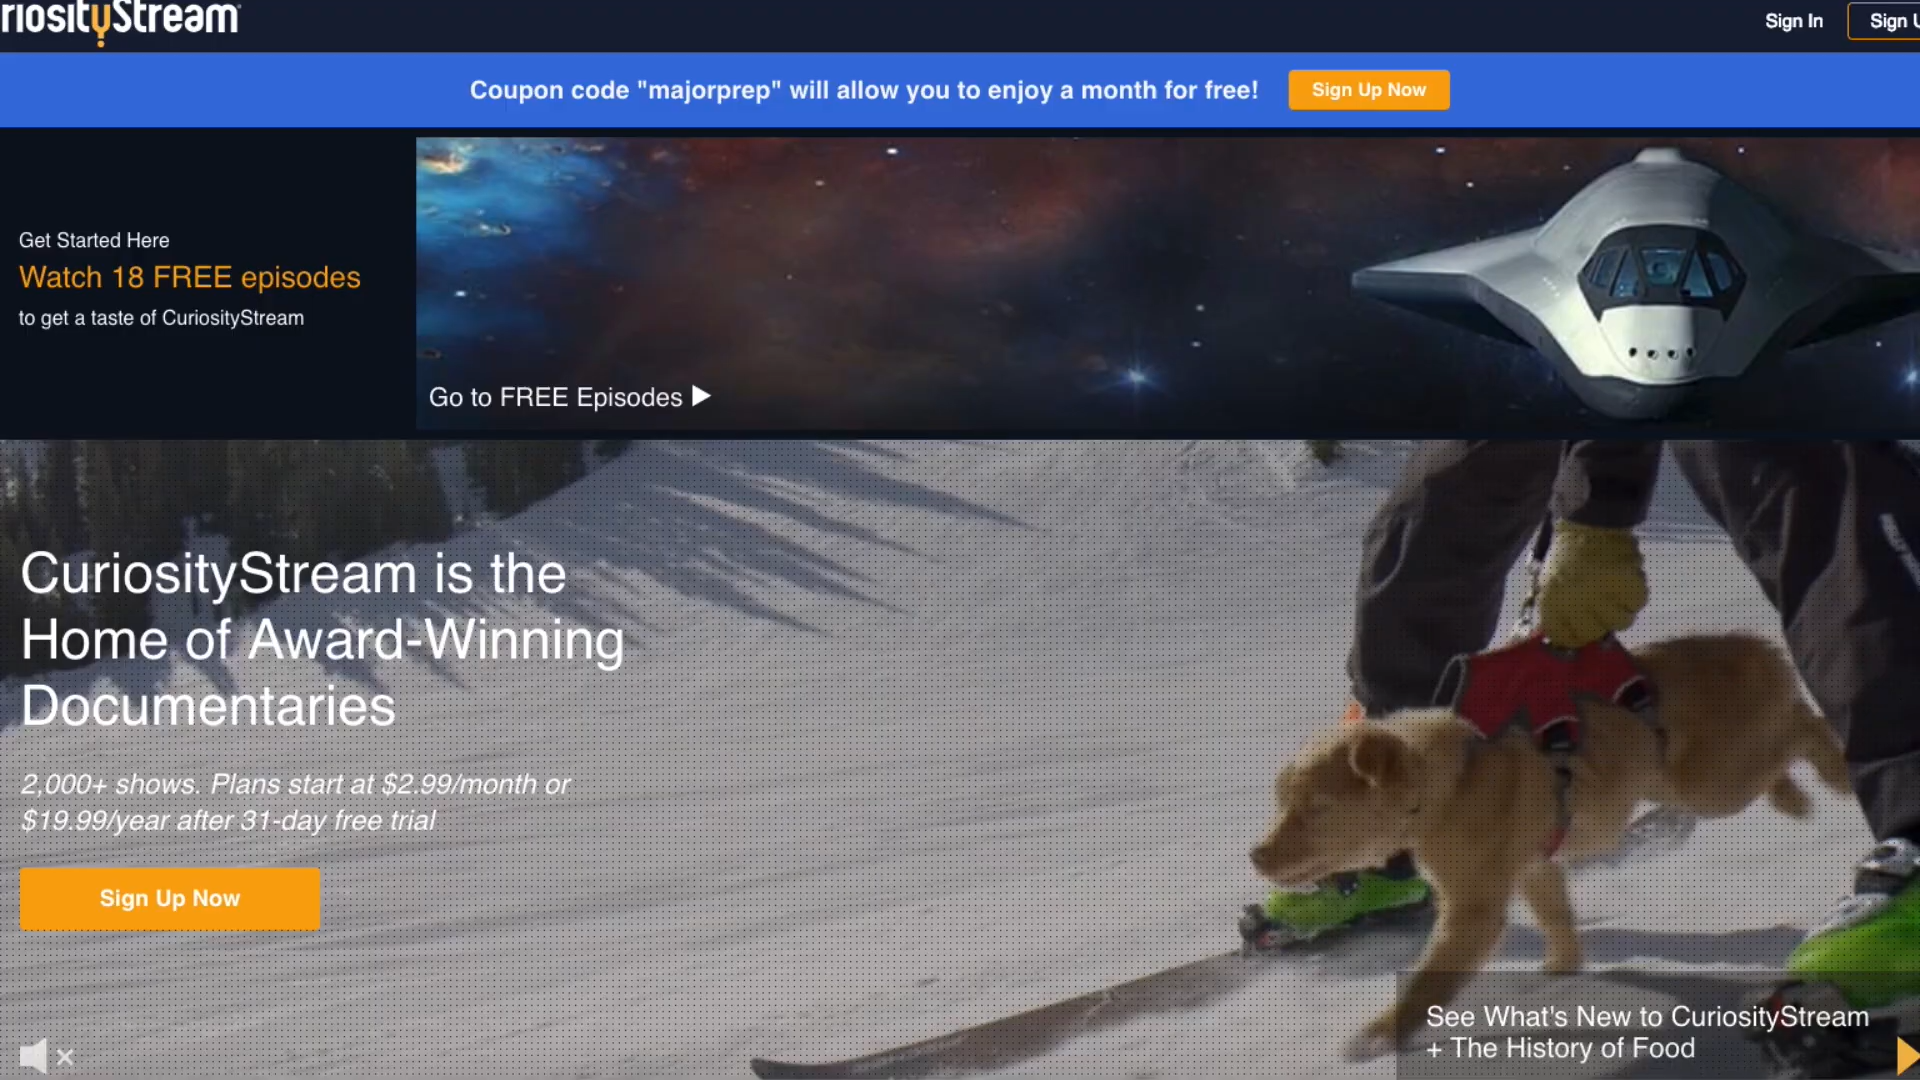 riosityStream
Sign In
Sign U
Coupon code "majorprep" will allow you to enjoy a month for free!
Sign Up Now
Get Started Here
Watch 18 FREE episodes
to get a taste of CuriosityStream
Go to FREE Episodes
CuriosityStream is the
Home of Award-Winning
Documentaries
2,000+ shows. Plans start at $2.99/month or
$19.99/year after 31-day free trial
Sign Up Now
See What's New to CuriosityStream
+ The History of Food